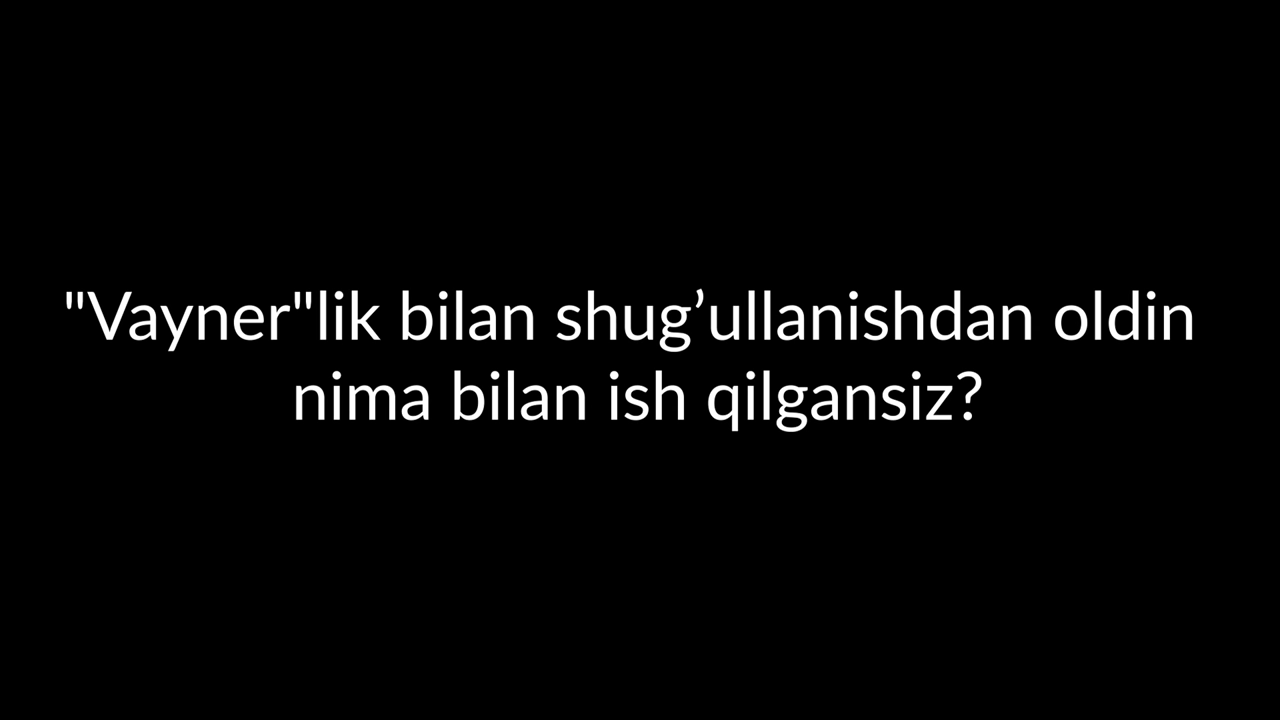 "Vayner"lik bilan shug’ullanishdan oldin
nima bilan ish qilgansiz?